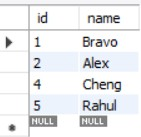 id name
1 Bravo
2 Alex
4 Cheng
5 Rahul
NULL NULL